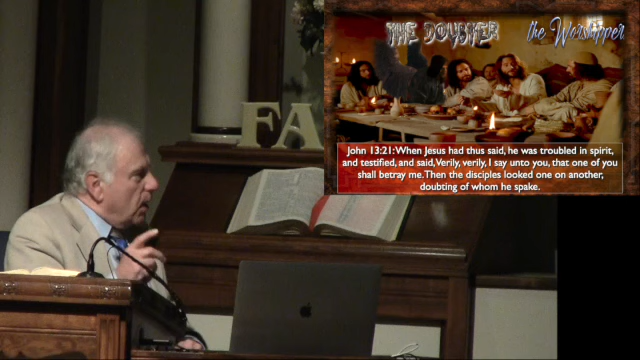 THE DOUBTER
the Worshipper
John 13:21: When Jesus had thus said, he was troubled in spirit,
and testified, and said, Verily, verily, I say unto you, that one of you
shall betray me. Then the disciples looked one on another,
doubting of whom he spake.
FA